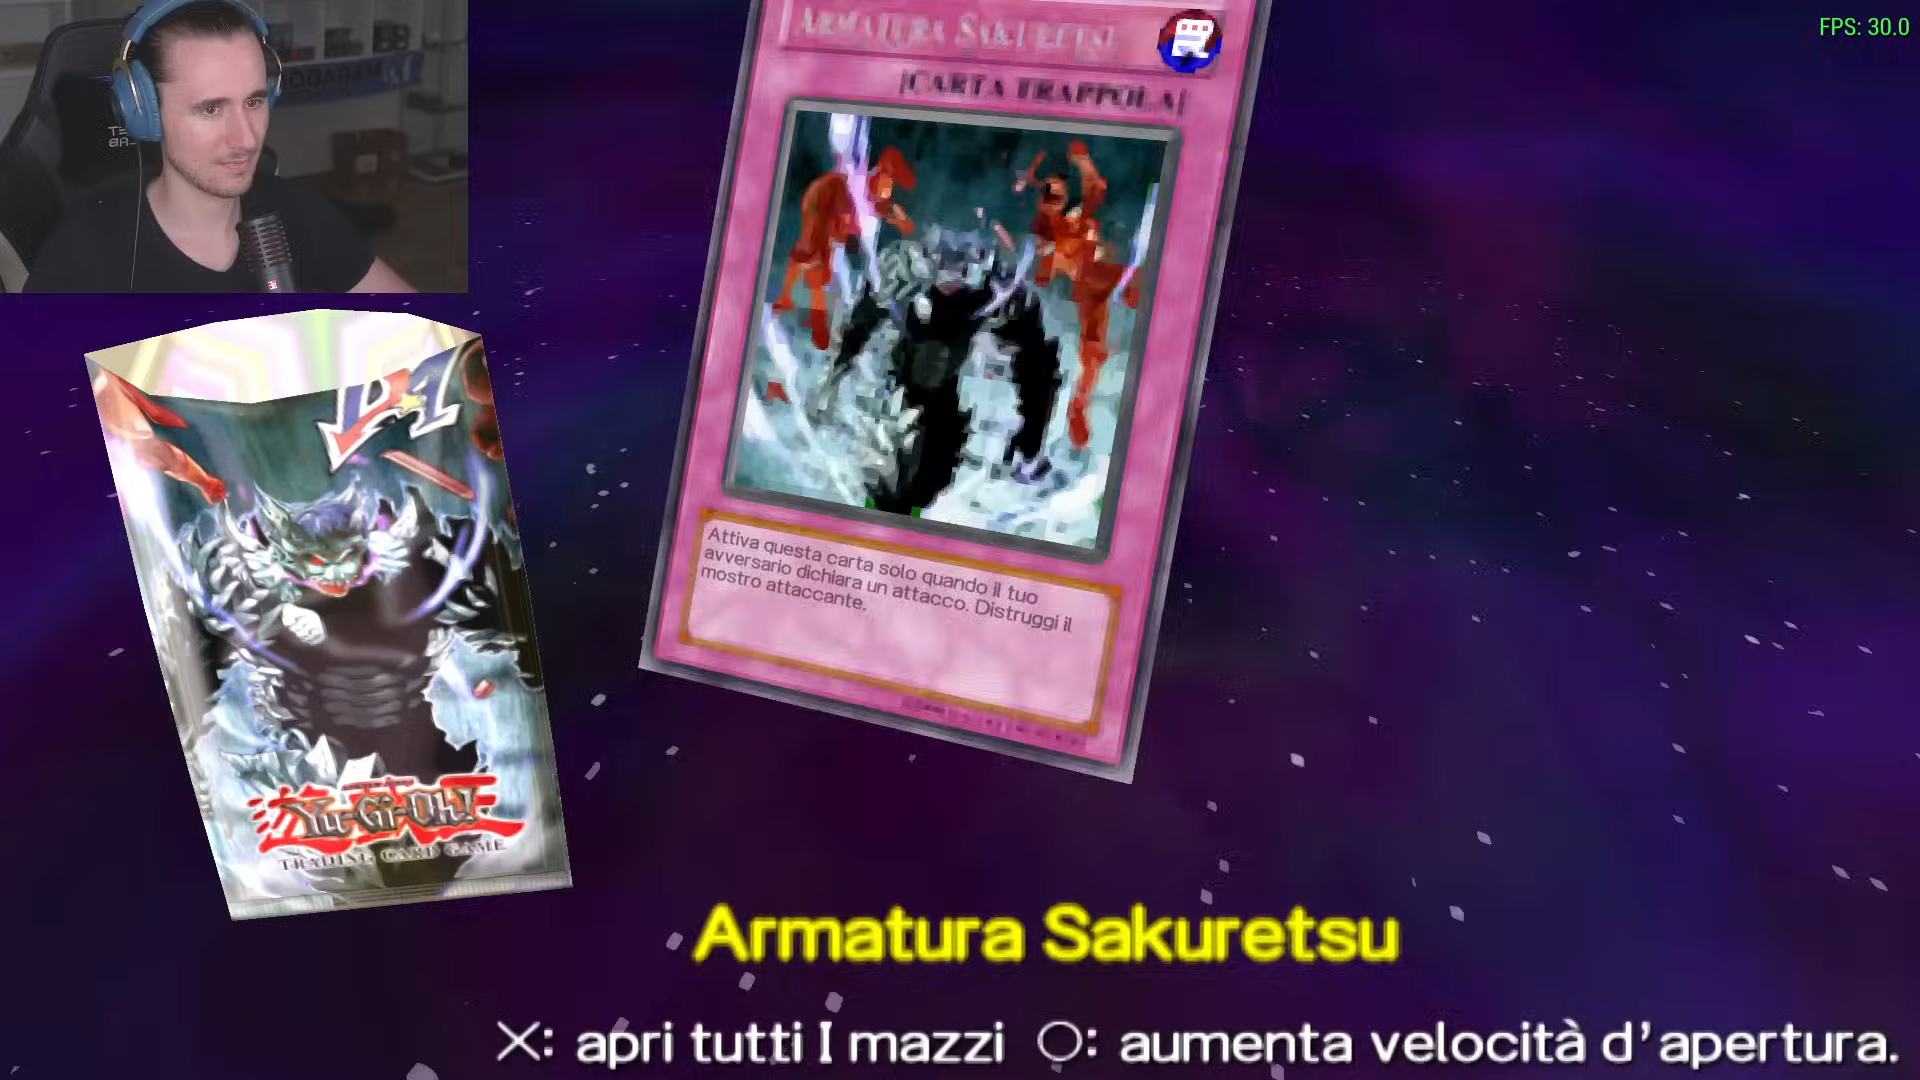 FPS: 30.0
ARMATURA SAKURETSU
[CARTA TRAPPOLA]
Attiva questa carta solo quando il tuo
avversario dichiara un attacco. Distruggi il
mostro attaccante.
D.1
Yu-Gi-Oh!
TRADING CARD GAME
Armatura Sakuretsu
X: apri tutti I mazzi O: aumenta velocità d'apertura.